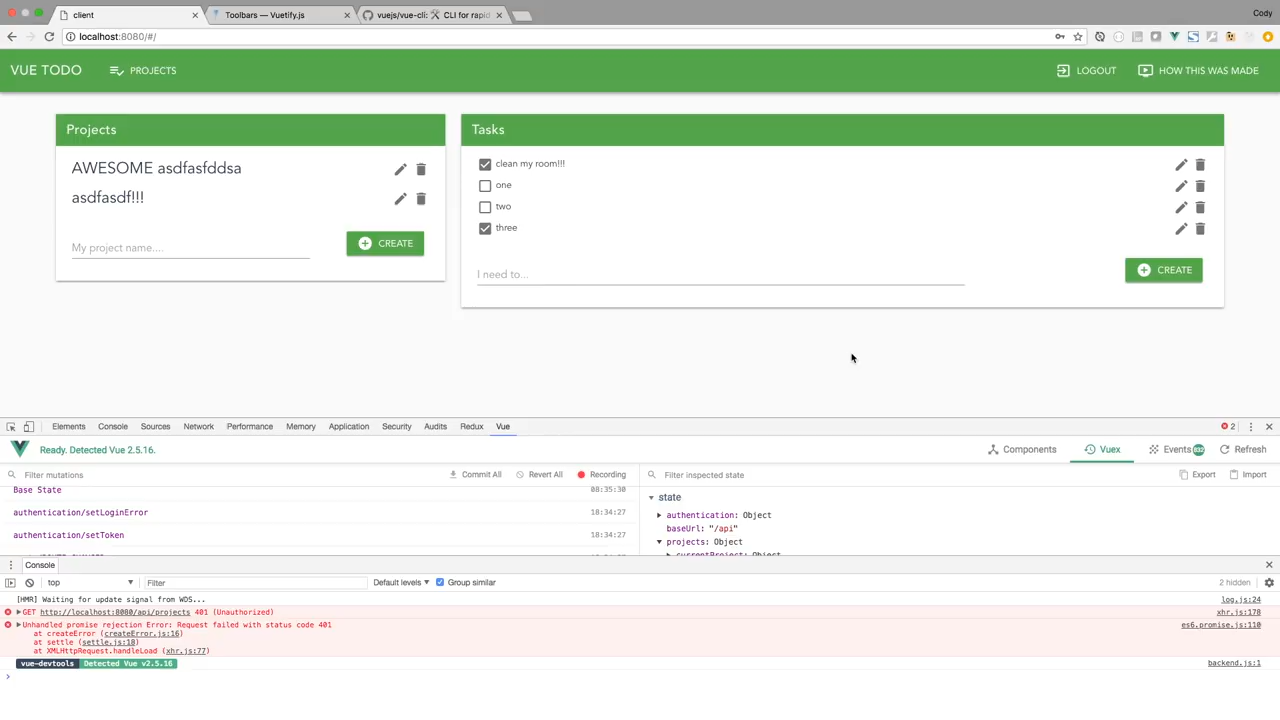 client
Toolbars — Vuetify.js
vuejs/vue-cli: 🛠 CLI for rapid
Cody
localhost:8080/#/
VUE TODO
PROJECTS
LOGOUT
HOW THIS WAS MADE
Projects
AWESOME asdfasfddsa
asdfasdf!!!
My project name....
CREATE
Tasks
clean my room!!!
one
two
three
I need to...
CREATE
Elements Console Sources Network Performance Memory Application Security Audits Redux Vue
2
Ready. Detected Vue 2.5.16.
Components Vuex Events Refresh
Filter mutations
Commit All Revert All Recording
Filter inspected state
Export Import
Base State 08:35:30
authentication/setLoginError 18:34:27
authentication/setToken 18:34:27
state
authentication: Object
baseUrl: "/api"
projects: Object
currentProject: Object
Console
top Filter Default levels Group similar 2 hidden
[HMR] Waiting for update signal from WDS... log.js:24
GET http://localhost:8080/api/projects 401 (Unauthorized) xhr.js:178
Unhandled promise rejection Error: Request failed with status code 401 es6.promise.js:110
at createError (createError.js:16)
at settle (settle.js:18)
at XMLHttpRequest.handleLoad (xhr.js:77)
vue-devtools Detected Vue v2.5.16 backend.js:1